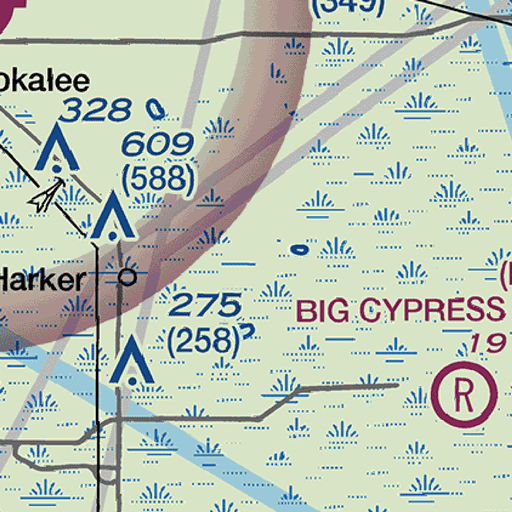 (349)
okalee
328
609
(588)
Harker
275
(258)
BIG CYPRESS
19
R